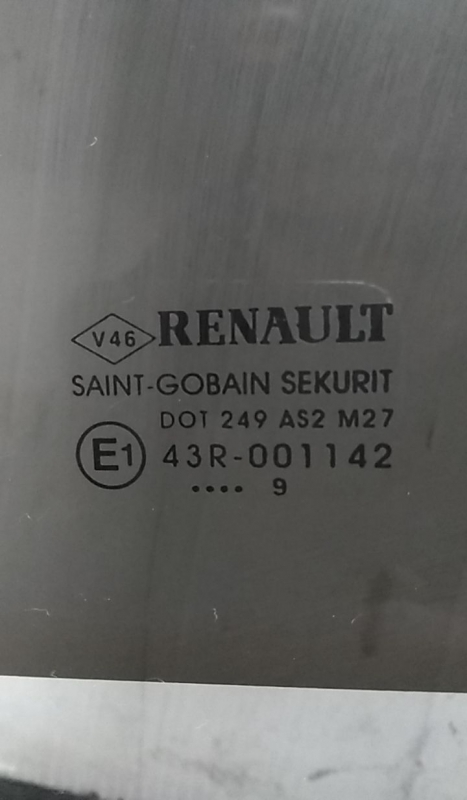 V46 RENAULT
SAINT-GOBAIN SEKURIT
DOT 249 AS2 M27
E1 43R-001142
.... 9